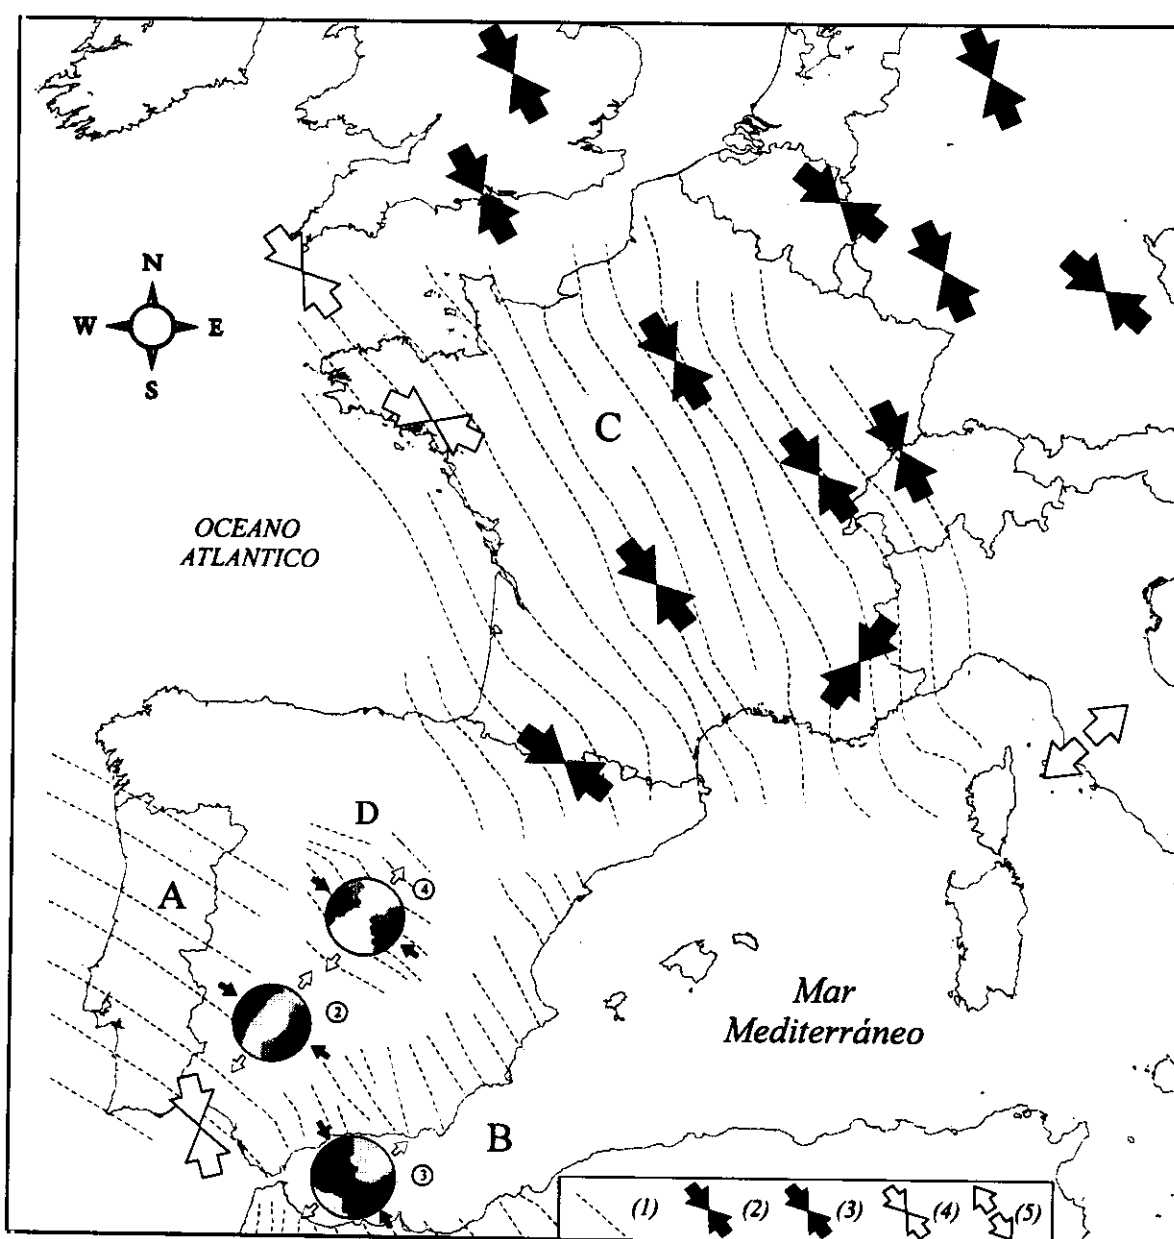 N
W E
S
C
OCEANO
ATLANTICO
D
A
④
②
Mar
Mediterráneo
B
③
(1) (2) (3) (4) (5)